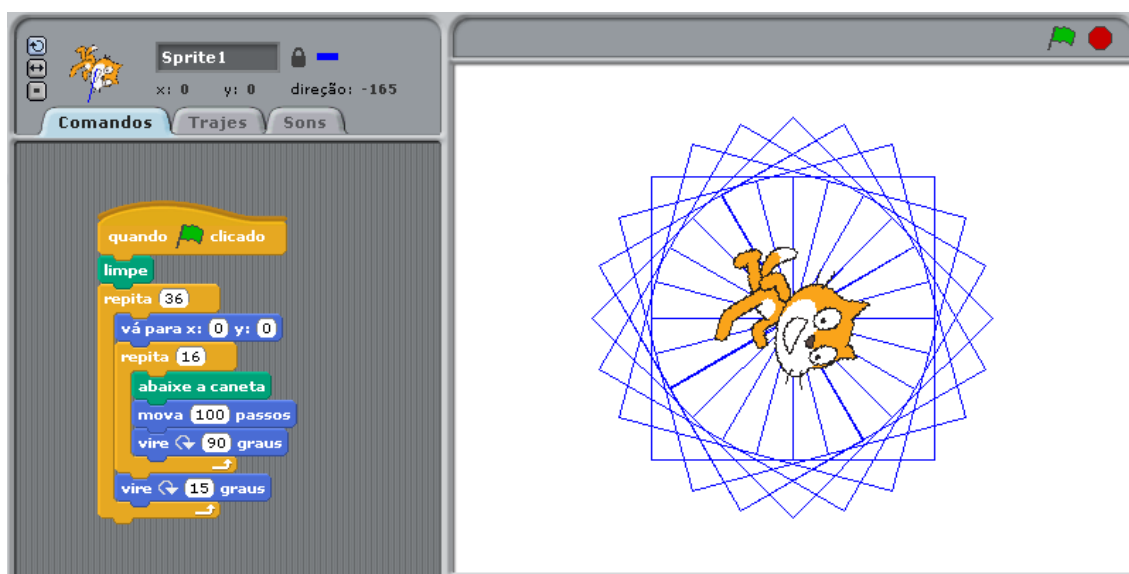 Sprite1
x: 0 y: 0 direção: -165
Comandos Trajes Sons
quando clicado
limpe
repita 36
vá para x: 0 y: 0
repita 16
abaixe a caneta
mova 100 passos
vire 90 graus
vire 15 graus